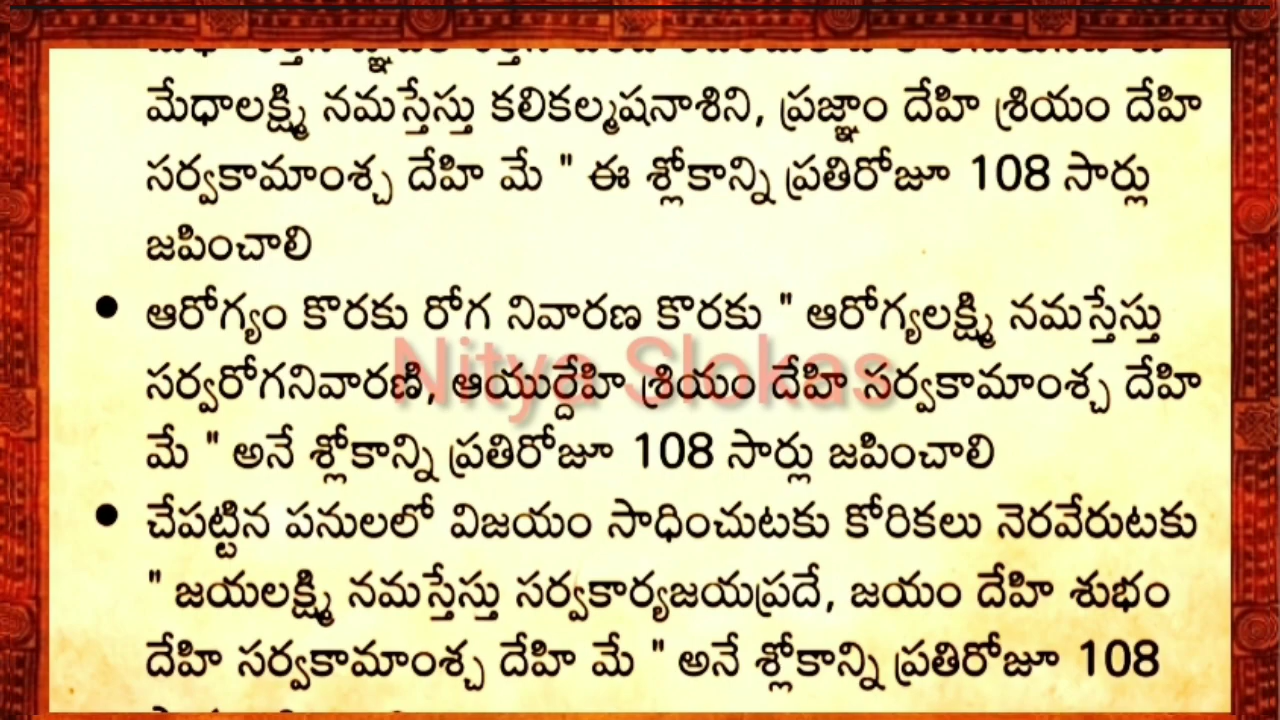 మేధాలక్ష్మి నమస్తేస్తు కలికల్మషనాశిని, ప్రజ్ఞాం దేహి శ్రియం దేహి
సర్వకామాంశ్చ దేహి మే " ఈ శ్లోకాన్ని ప్రతిరోజూ 108 సార్లు
జపించాలి
• ఆరోగ్యం కొరకు రోగ నివారణ కొరకు " ఆరోగ్యలక్ష్మి నమస్తేస్తు
సర్వరోగనివారణి, ఆయుర్దేహి శ్రియం దేహి సర్వకామాంశ్చ దేహి
మే " అనే శ్లోకాన్ని ప్రతిరోజూ 108 సార్లు జపించాలి
• చేపట్టిన పనులలో విజయం సాధించుటకు కోరికలు నెరవేరుటకు
" జయలక్ష్మి నమస్తేస్తు సర్వకార్యజయప్రదే, జయం దేహి శుభం
దేహి సర్వకామాంశ్చ దేహి మే " అనే శ్లోకాన్ని ప్రతిరోజూ 108
Nitya Slokas